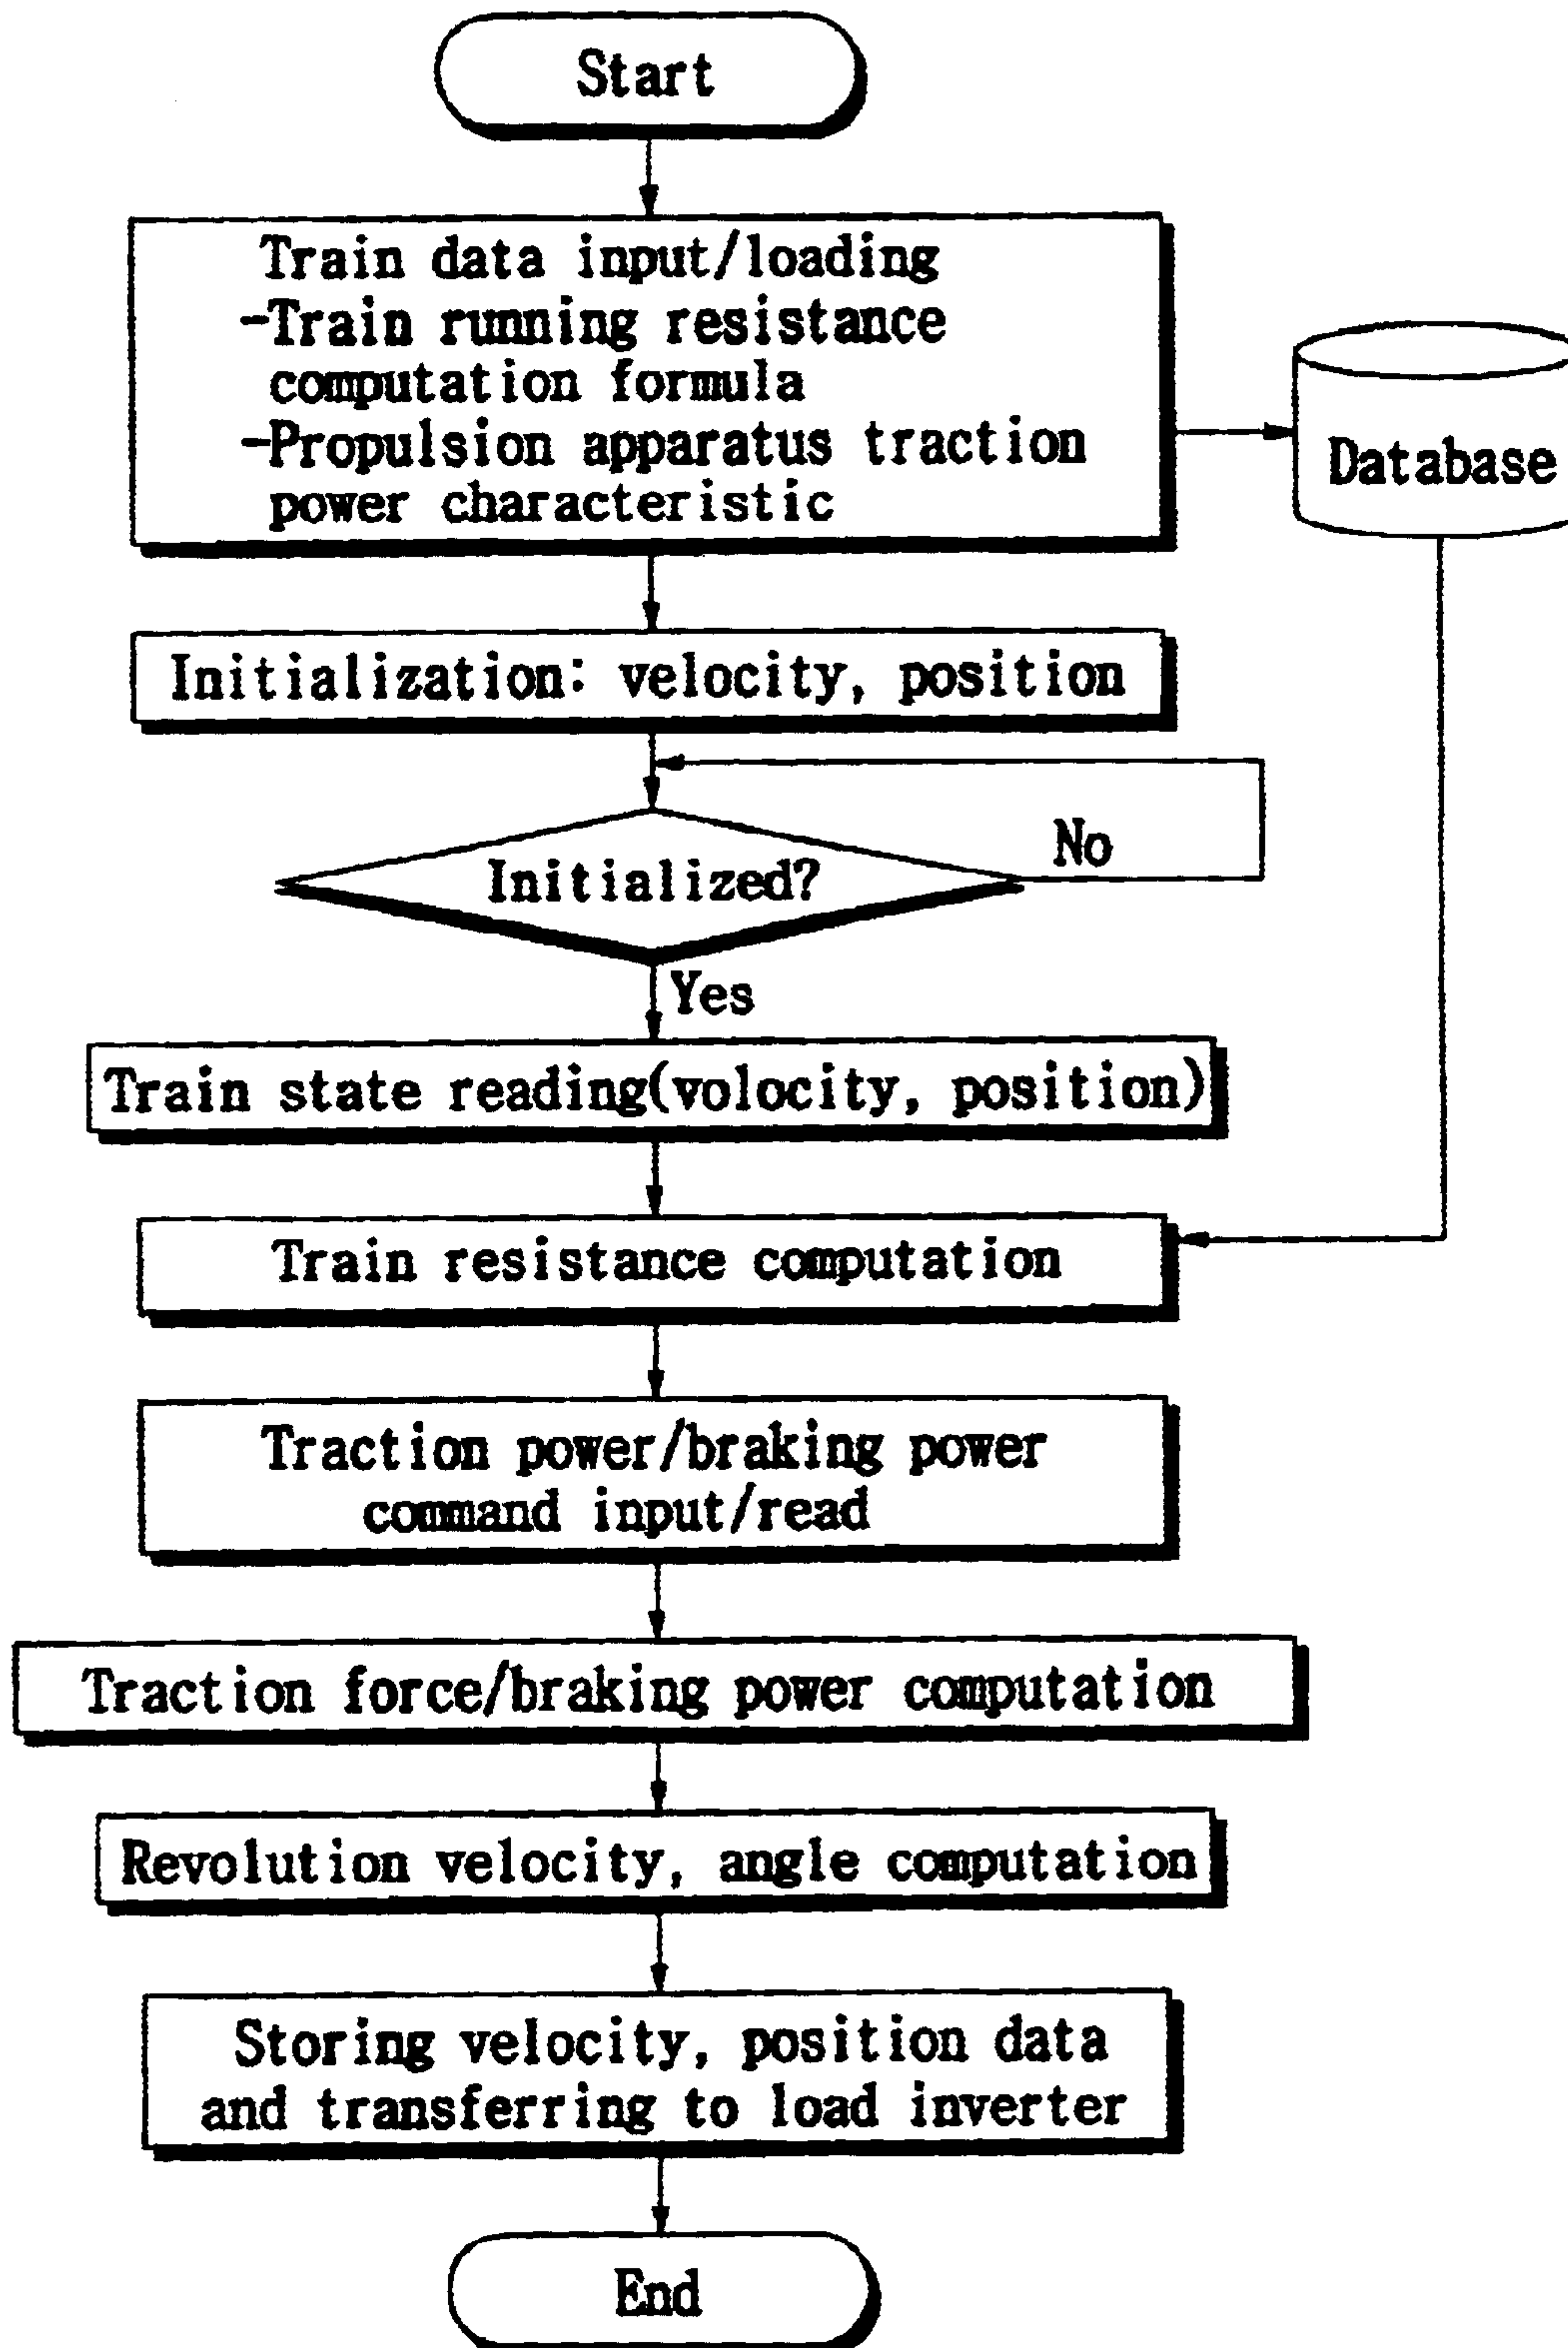 Start
Train data input/loading
-Train running resistance
computation formula
-Propulsion apparatus traction
power characteristic
Database
Initialization: velocity, position
Initialized?
No
Yes
Train state reading(volocity, position)
Train resistance computation
Traction power/braking power
command input/read
Traction force/braking power computation
Revolution velocity, angle computation
Storing velocity, position data
and transferring to load inverter
End